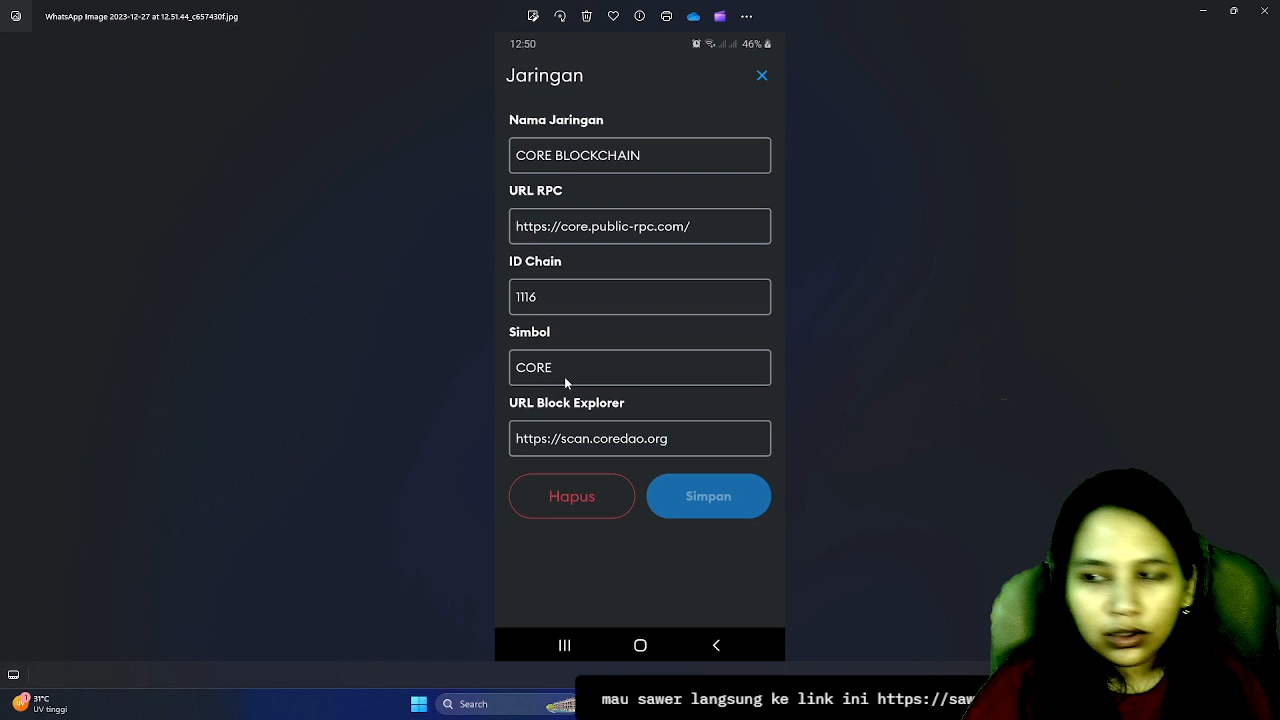 WhatsApp Image 2023-12-27 at 12.51.44_c657430f.jpg
12:50
46%
Jaringan
Nama Jaringan
CORE BLOCKCHAIN
URL RPC
https://core.public-rpc.com/
ID Chain
1116
Simbol
CORE
URL Block Explorer
https://scan.coredao.org
Hapus
Simpan
mau sawer langsung ke link ini https://saw
1
31°C
UV tinggi
Search